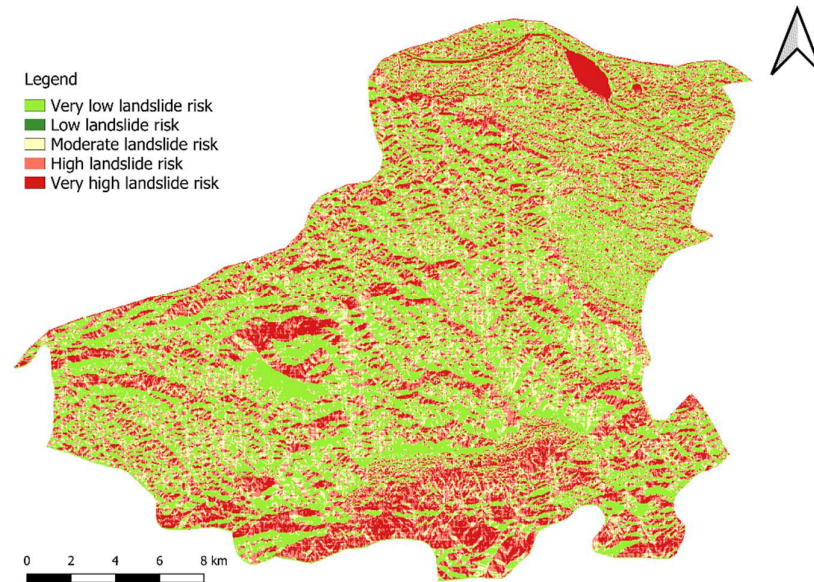 Legend
Very low landslide risk
Low landslide risk
Moderate landslide risk
High landslide risk
Very high landslide risk
0 2 4 6 8 km